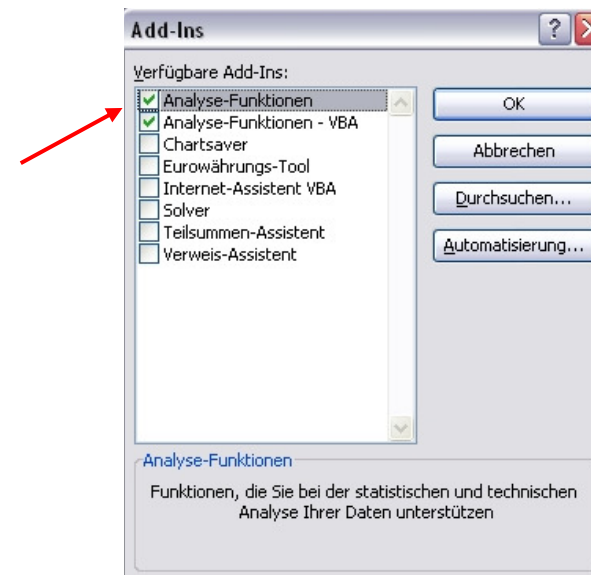 Add-Ins
Verfügbare Add-Ins:
Analyse-Funktionen
Analyse-Funktionen - VBA
Chartsaver
Eurowährungs-Tool
Internet-Assistent VBA
Solver
Teilsummen-Assistent
Verweis-Assistent
OK
Abbrechen
Durchsuchen...
Automatisierung...
Analyse-Funktionen
Funktionen, die Sie bei der statistischen und technischen
Analyse Ihrer Daten unterstützen